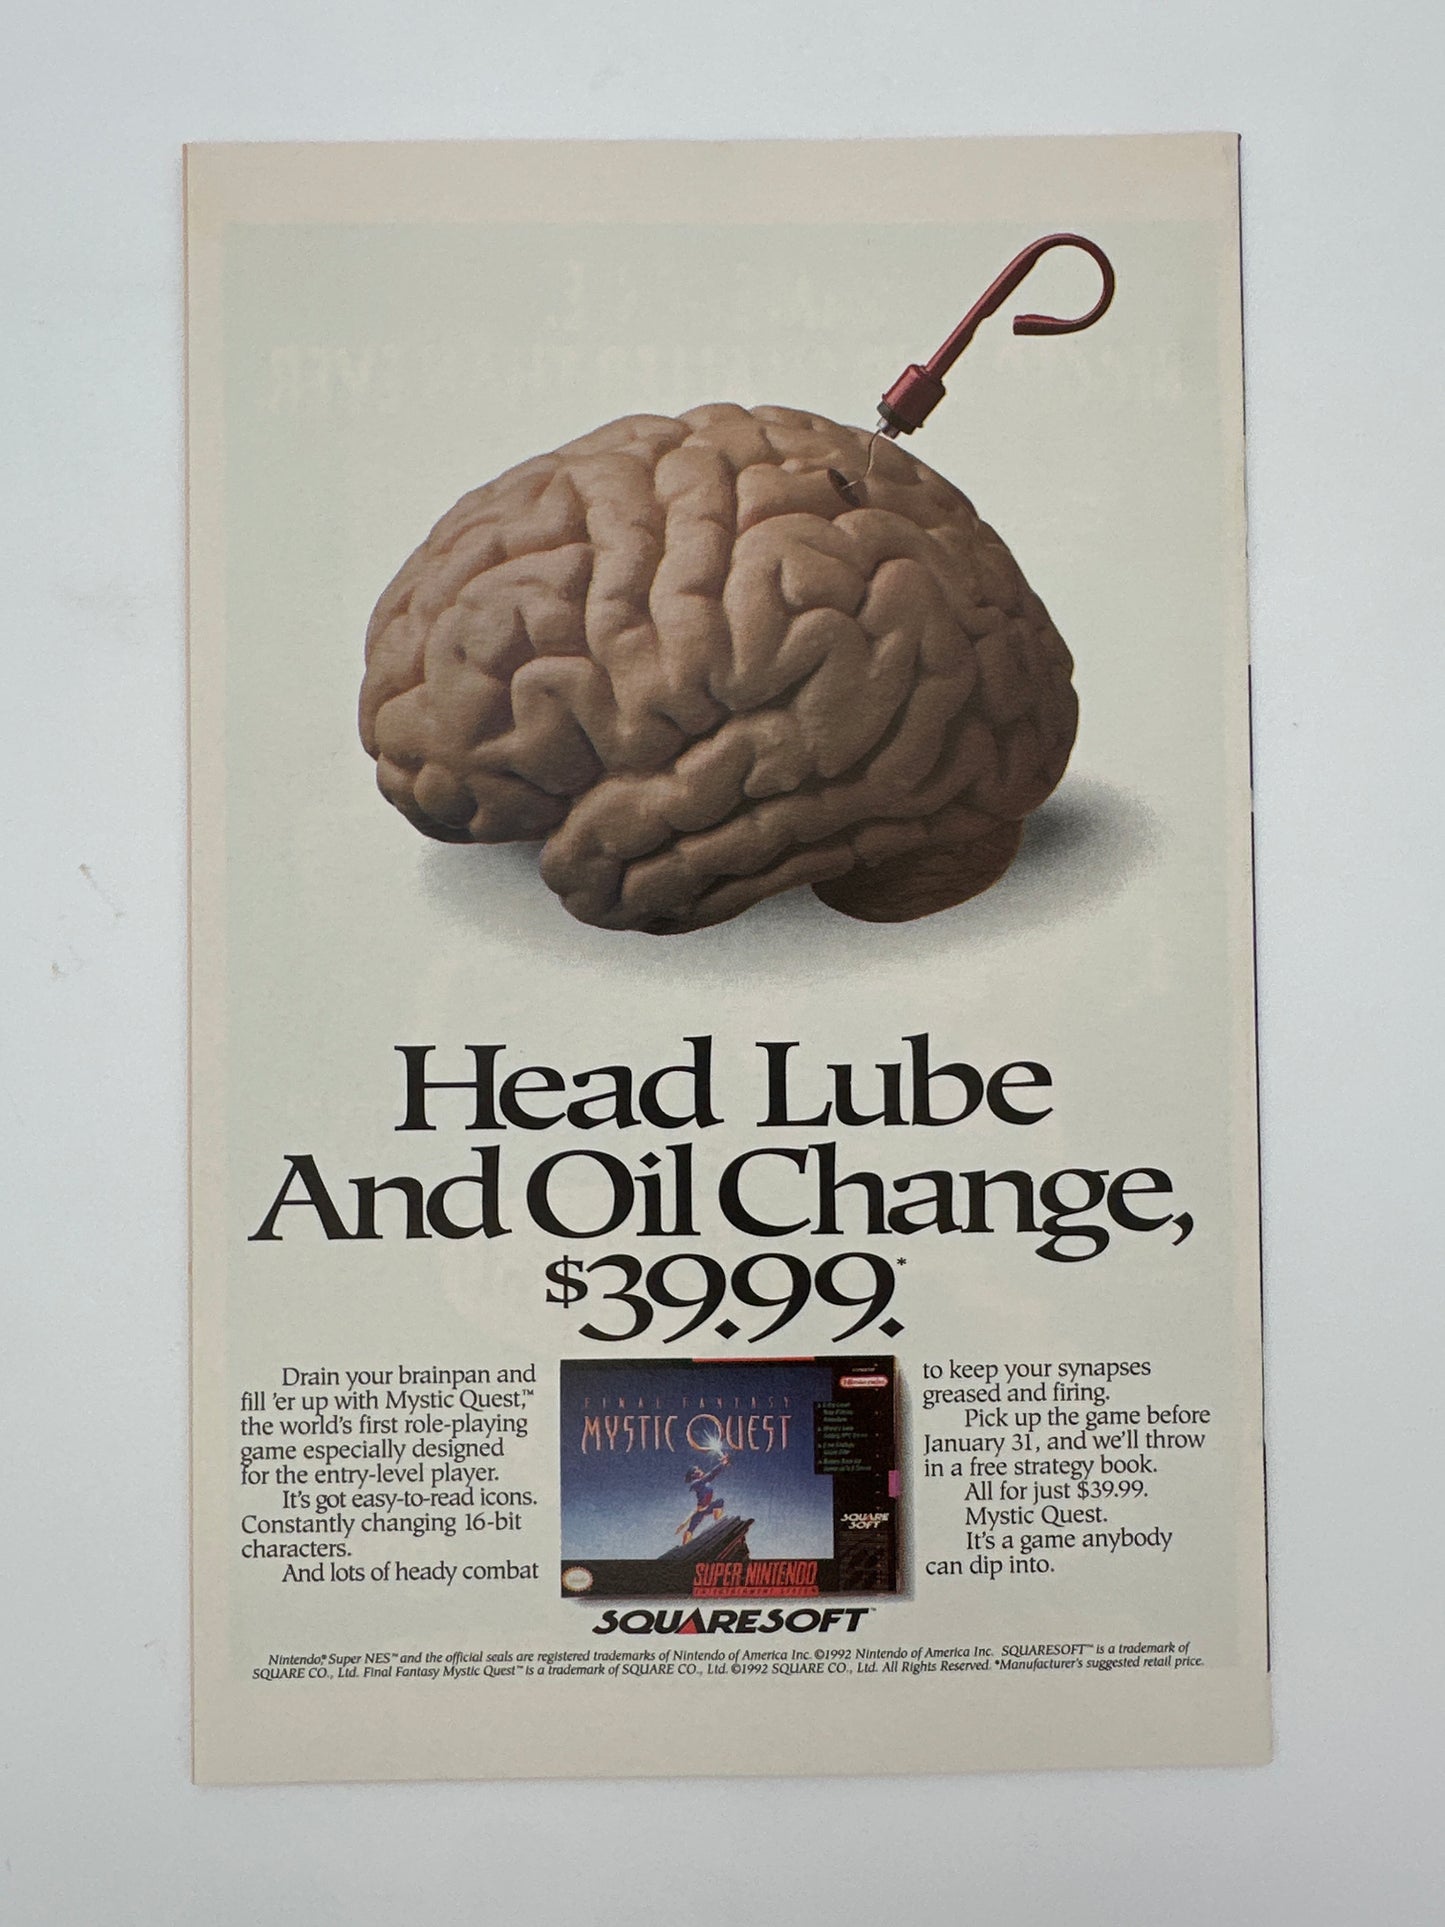 Head Lube
And Oil Change,
$39.99.*
Drain your brainpan and
fill 'er up with Mystic Quest,™
the world's first role-playing
game especially designed
for the entry-level player.
It's got easy-to-read icons.
Constantly changing 16-bit
characters.
And lots of heady combat
FINAL FANTASY
MYSTIC QUEST
Nintendo
SQUARE
SOFT
SUPER NINTENDO
ENTERTAINMENT SYSTEM
to keep your synapses
greased and firing.
Pick up the game before
January 31, and we'll throw
in a free strategy book.
All for just $39.99.
Mystic Quest.
It's a game anybody
can dip into.
SQUARESOFT™
Nintendo,® Super NES™ and the official seals are registered trademarks of Nintendo of America Inc. ©1992 Nintendo of America Inc. SQUARESOFT™ is a trademark of
SQUARE CO., Ltd. Final Fantasy Mystic Quest™ is a trademark of SQUARE CO., Ltd. ©1992 SQUARE CO., Ltd. All Rights Reserved. *Manufacturer's suggested retail price.